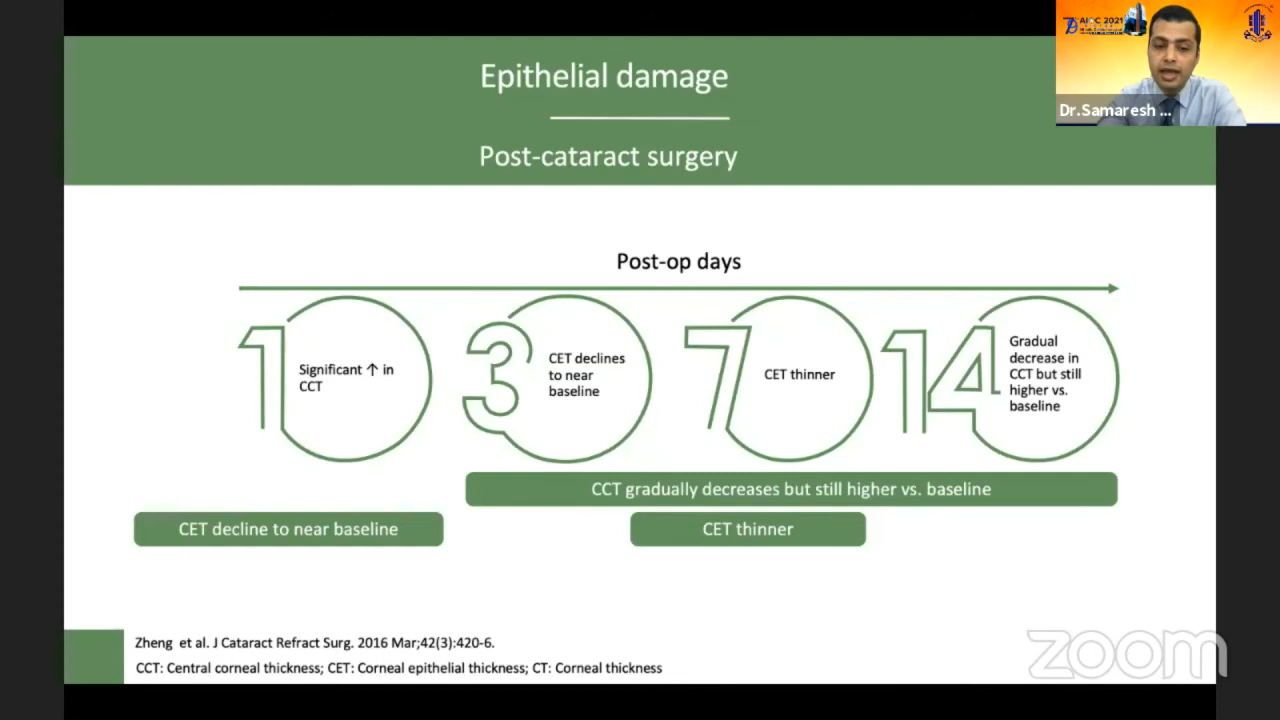 AIOC 2021
Dr.Samaresh ...
Epithelial damage
Post-cataract surgery
Post-op days
1
Significant ↑ in
CCT
3
CET declines
to near
baseline
7
CET thinner
14
Gradual
decrease in
CCT but still
higher vs.
baseline
CCT gradually decreases but still higher vs. baseline
CET decline to near baseline
CET thinner
Zheng et al. J Cataract Refract Surg. 2016 Mar;42(3):420-6.
CCT: Central corneal thickness; CET: Corneal epithelial thickness; CT: Corneal thickness
zoom